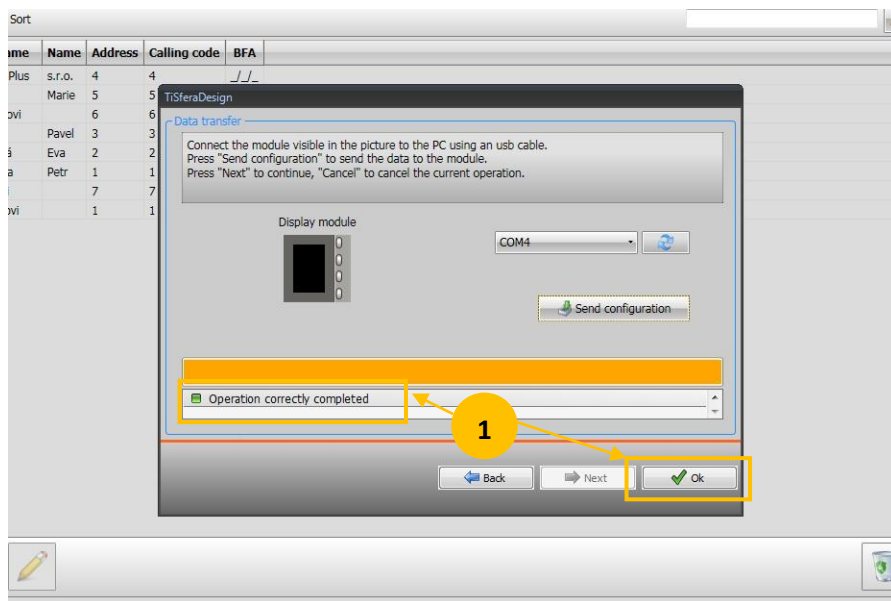 Sort
ame Name Address Calling code BFA
Plus s.r.o. 4 4 _/_/_
Marie 5 5
ovi 6 6
Pavel 3 3
á Eva 2 2
a Petr 1 1
i 7 7
ovi 1 1
TiSferaDesign
Data transfer
Connect the module visible in the picture to the PC using an usb cable.
Press "Send configuration" to send the data to the module.
Press "Next" to continue, "Cancel" to cancel the current operation.
Display module
COM4
Send configuration
Operation correctly completed
1
Back Next Ok